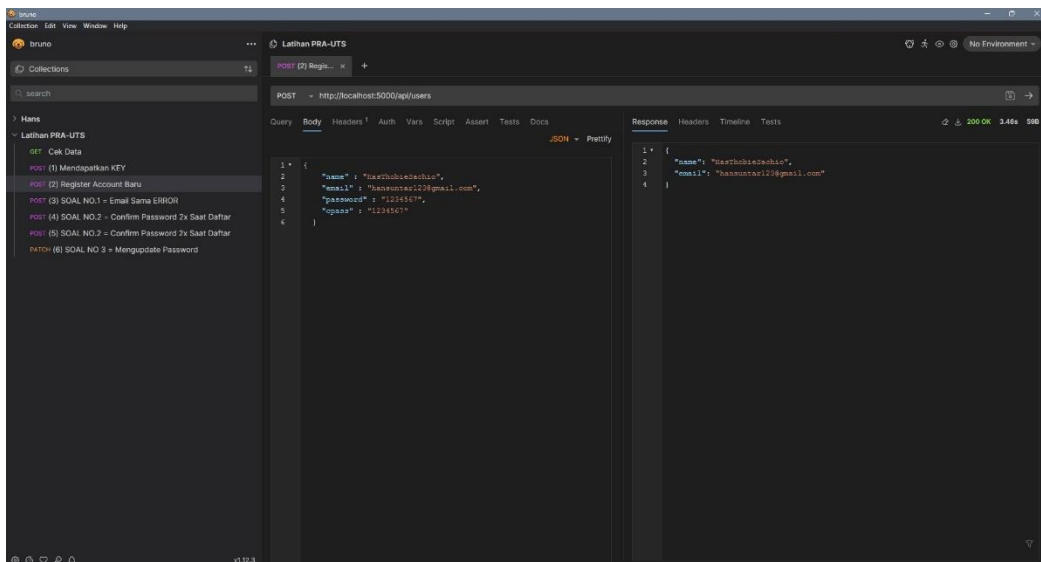 bruno
Collection Edit View Window Help
bruno
Collections
search
Hans
Latihan PRA-UTS
GET Cek Data
POST (1) Mendapatkan KEY
POST (2) Register Account Baru
POST (3) SOAL NO.1 = Email Sama ERROR
POST (4) SOAL NO.2 = Confirm Password 2x Saat Daftar
POST (5) SOAL NO.2 = Confirm Password 2x Saat Daftar
PATCH (6) SOAL NO 3 = Mengupdate Password
v1.12.3
Latihan PRA-UTS
No Environment
POST (2) Regis...
POST http://localhost:5000/api/users
Query Body Headers 1 Auth Vars Script Assert Tests Docs
JSON Prettify
1 {
2 "name" : "HasThobieSachio",
3 "email" : "hansuntar123@gmail.com",
4 "password" : "1234567",
5 "cpass" : "1234567"
6 }
Response Headers Timeline Tests
200 OK 3.46s 59B
1 {
2 "name": "HasThobieSachio",
3 "email": "hansuntar123@gmail.com"
4 }